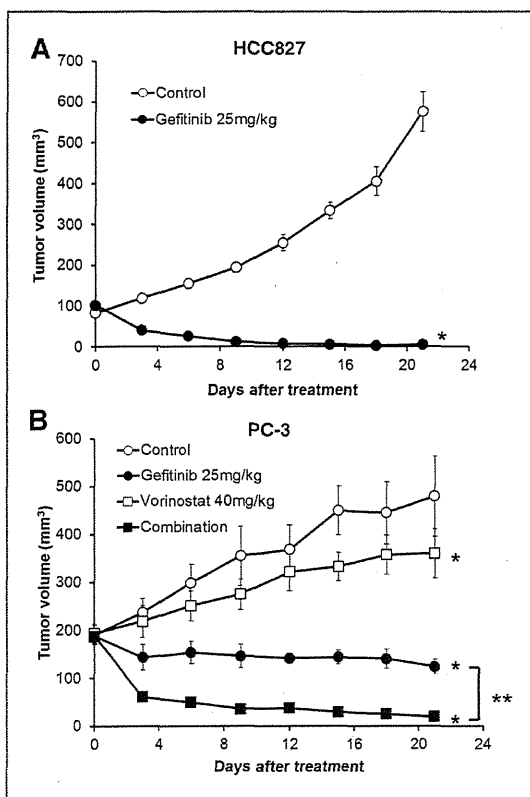 A
HCC827
700
600
500
400
300
200
100
0
Tumor volume (mm³)
Control
Gefitinib 25mg/kg
*
0 4 8 12 16 20 24
Days after treatment
B
PC-3
600
500
400
300
200
100
0
Tumor volume (mm³)
Control
Gefitinib 25mg/kg
Vorinostat 40mg/kg
Combination
*
*
**
*
0 4 8 12 16 20 24
Days after treatment